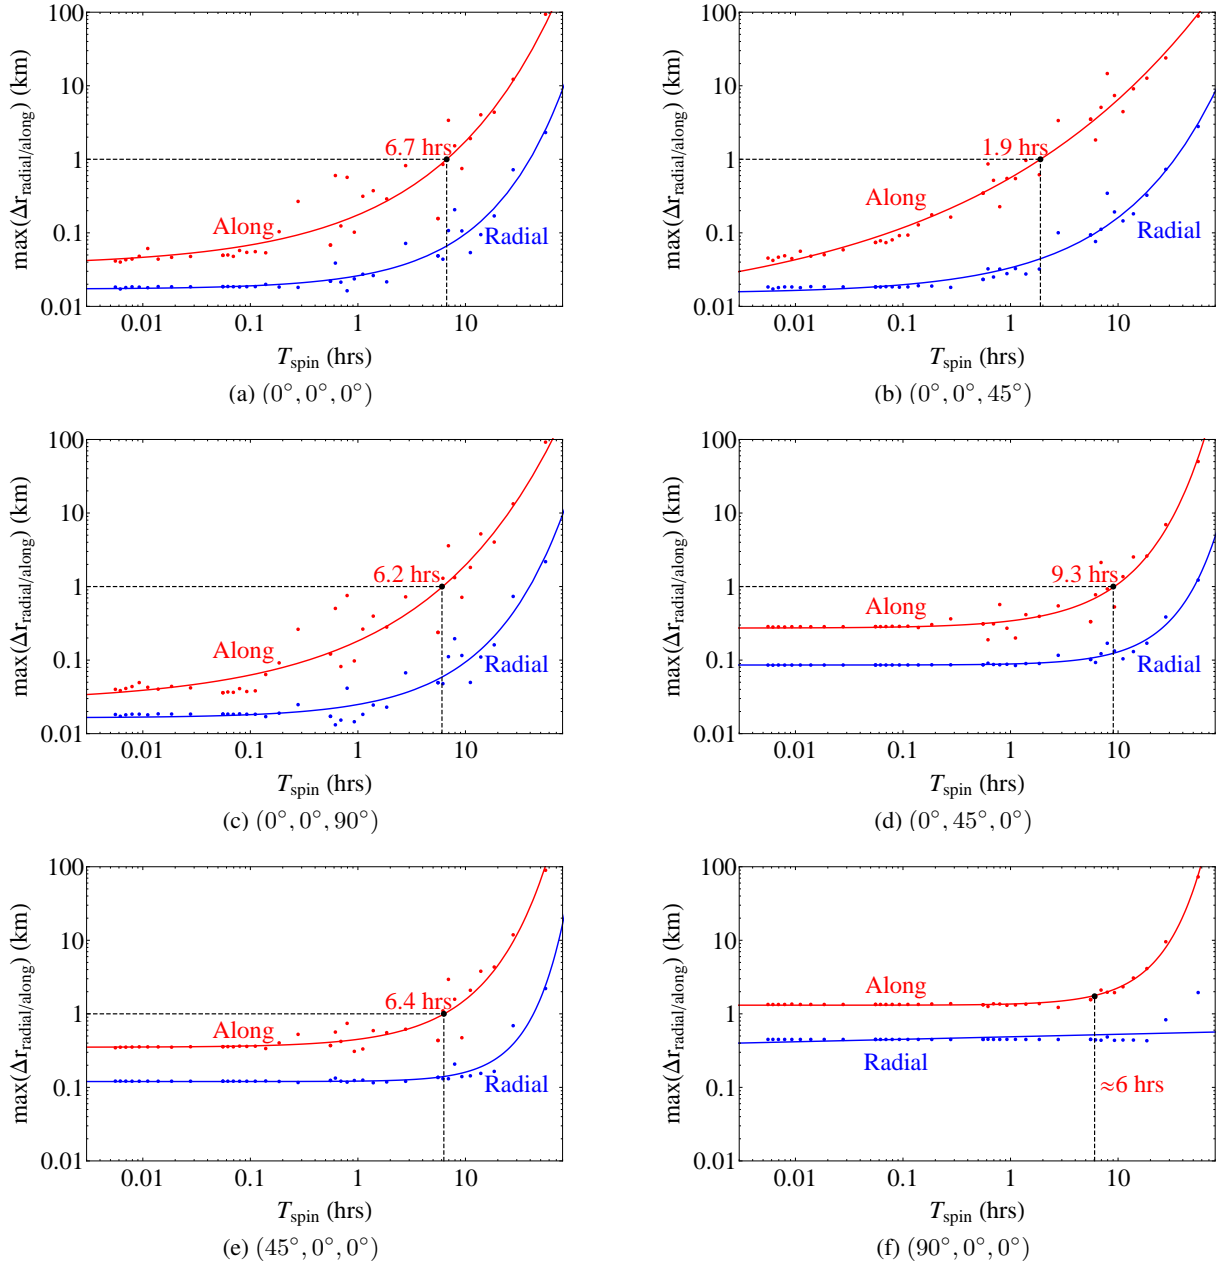 100
10
1
0.1
0.01
max(Δr_radial/along) (km)
6.7 hrs
Along
Radial
0.01 0.1 1 10
T_spin (hrs)
(a) (0°, 0°, 0°)
100
10
1
0.1
0.01
max(Δr_radial/along) (km)
1.9 hrs
Along
Radial
0.01 0.1 1 10
T_spin (hrs)
(b) (0°, 0°, 45°)
100
10
1
0.1
0.01
max(Δr_radial/along) (km)
6.2 hrs
Along
Radial
0.01 0.1 1 10
T_spin (hrs)
(c) (0°, 0°, 90°)
100
10
1
0.1
0.01
max(Δr_radial/along) (km)
9.3 hrs
Along
Radial
0.01 0.1 1 10
T_spin (hrs)
(d) (0°, 45°, 0°)
100
10
1
0.1
0.01
max(Δr_radial/along) (km)
6.4 hrs
Along
Radial
0.01 0.1 1 10
T_spin (hrs)
(e) (45°, 0°, 0°)
100
10
1
0.1
0.01
max(Δr_radial/along) (km)
Along
Radial
≈6 hrs
0.01 0.1 1 10
T_spin (hrs)
(f) (90°, 0°, 0°)